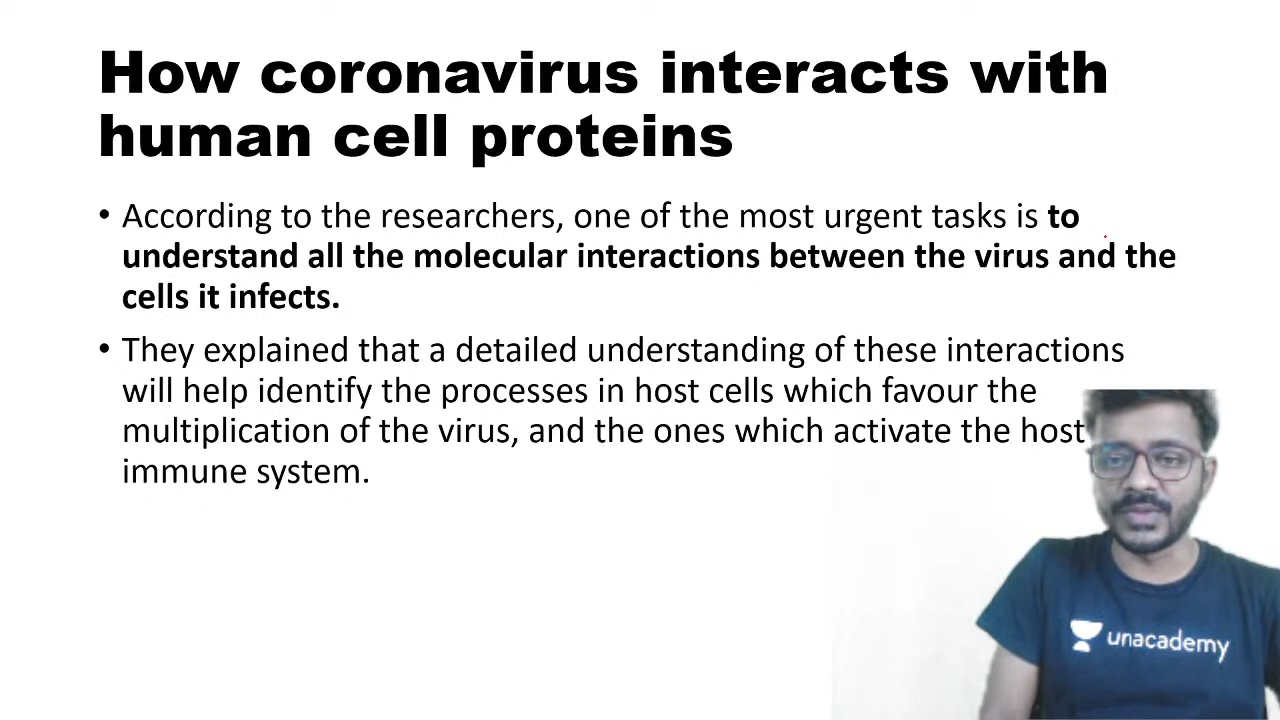 How coronavirus interacts with
human cell proteins
• According to the researchers, one of the most urgent tasks is to
understand all the molecular interactions between the virus and the
cells it infects.
• They explained that a detailed understanding of these interactions
will help identify the processes in host cells which favour the
multiplication of the virus, and the ones which activate the host
immune system.
unacademy